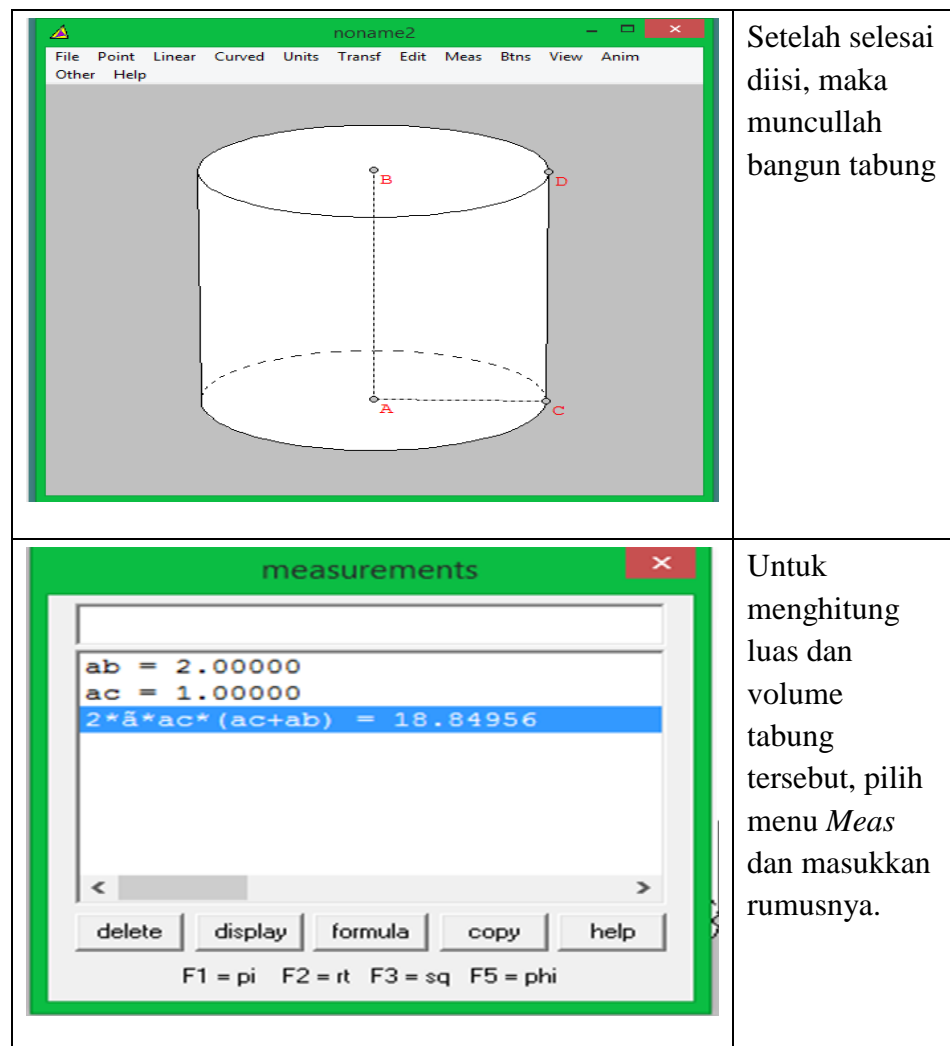 noname2
File Point Linear Curved Units Transf Edit Meas Btns View Anim
Other Help
B
D
A
C
Setelah selesai
diisi, maka
muncullah
bangun tabung
measurements
ab = 2.00000
ac = 1.00000
2*ã*ac*(ac+ab) = 18.84956
delete display formula copy help
F1 = pi F2 = rt F3 = sq F5 = phi
Untuk
menghitung
luas dan
volume
tabung
tersebut, pilih
menu Meas
dan masukkan
rumusnya.